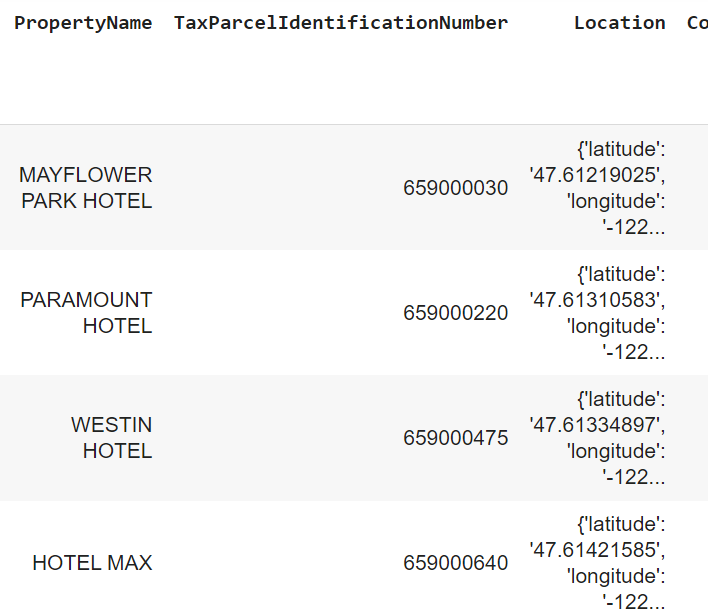 PropertyName TaxParcelIdentificationNumber Location Co
MAYFLOWER
PARK HOTEL
659000030
{'latitude':
'47.61219025',
'longitude':
'-122...
PARAMOUNT
HOTEL
659000220
{'latitude':
'47.61310583',
'longitude':
'-122...
WESTIN
HOTEL
659000475
{'latitude':
'47.61334897',
'longitude':
'-122...
HOTEL MAX
659000640
{'latitude':
'47.61421585',
'longitude':
'-122...